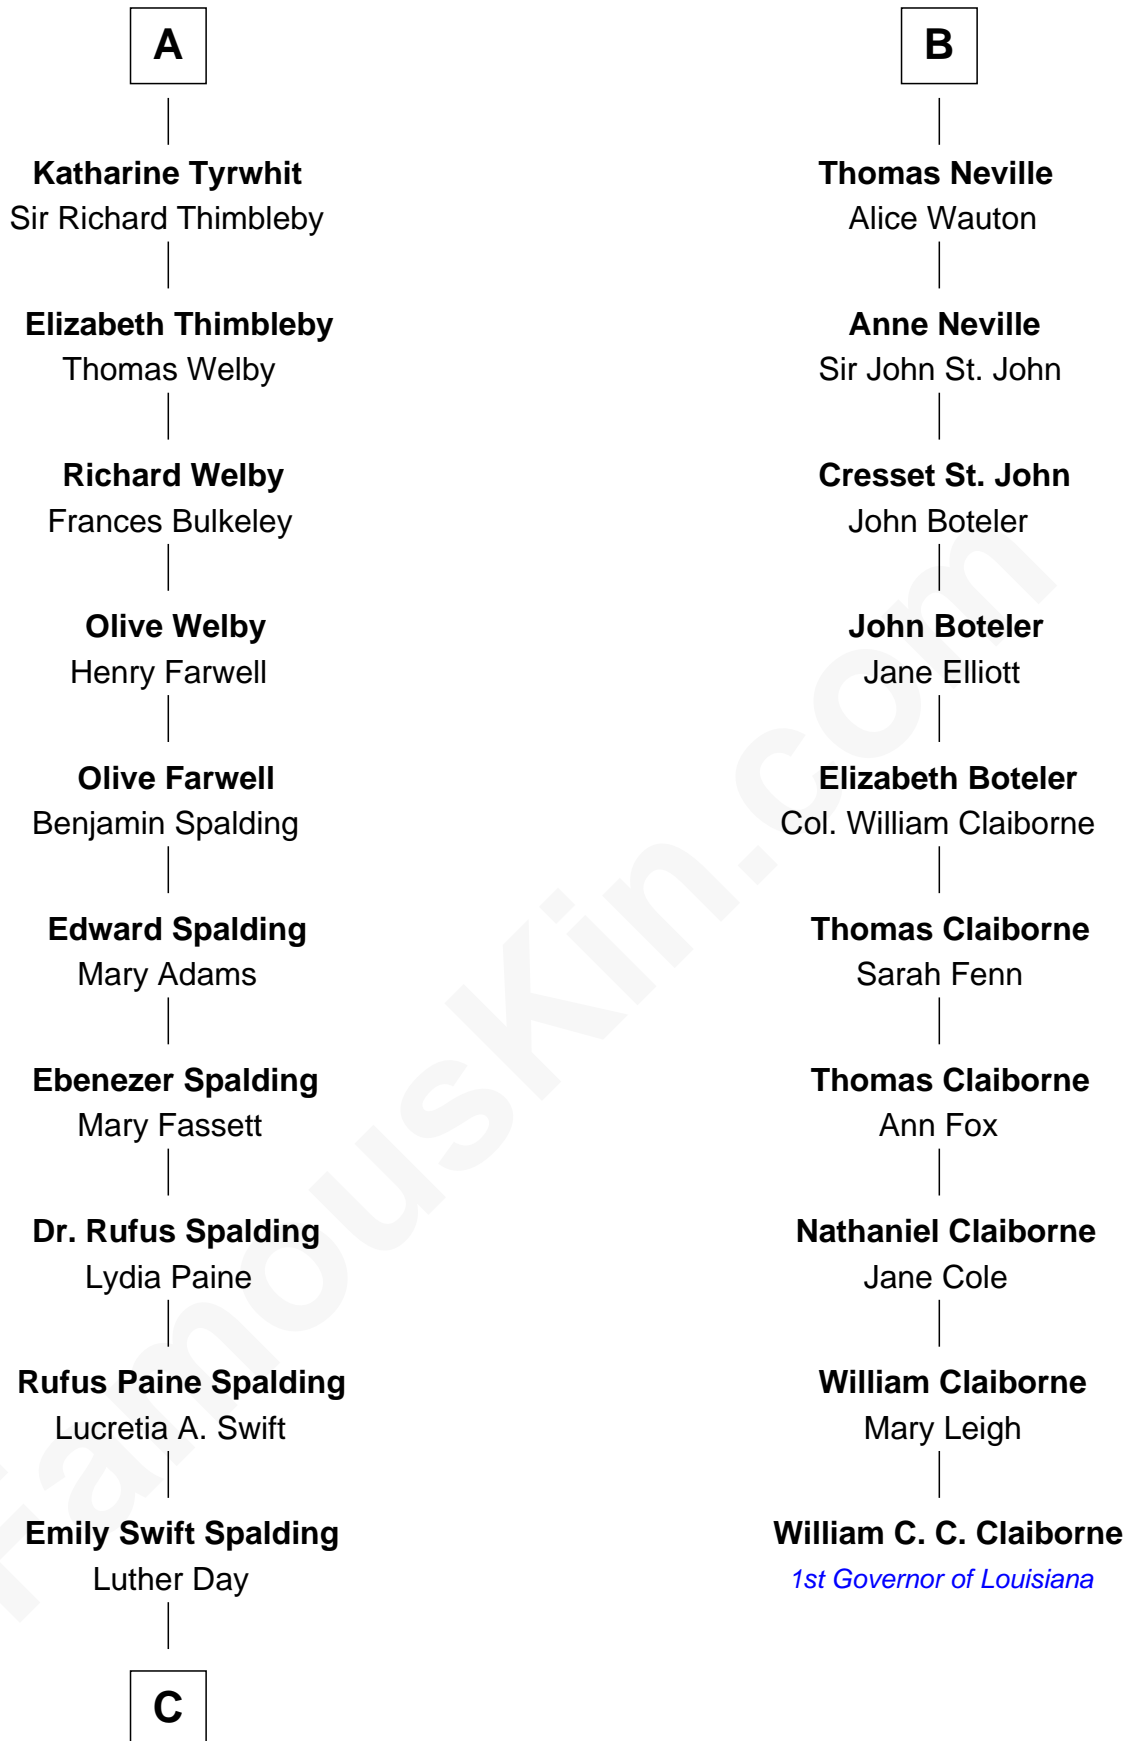 A
Katharine Tyrwhit
Sir Richard Thimbleby
Elizabeth Thimbleby
Thomas Welby
Richard Welby
Frances Bulkeley
Olive Welby
Henry Farwell
Olive Farwell
Benjamin Spalding
Edward Spalding
Mary Adams
Ebenezer Spalding
Mary Fassett
Dr. Rufus Spalding
Lydia Paine
Rufus Paine Spalding
Lucretia A. Swift
Emily Swift Spalding
Luther Day
C
B
Thomas Neville
Alice Wauton
Anne Neville
Sir John St. John
Cresset St. John
John Boteler
John Boteler
Jane Elliott
Elizabeth Boteler
Col. William Claiborne
Thomas Claiborne
Sarah Fenn
Thomas Claiborne
Ann Fox
Nathaniel Claiborne
Jane Cole
William Claiborne
Mary Leigh
William C. C. Claiborne
1st Governor of Louisiana
FamousKin.com